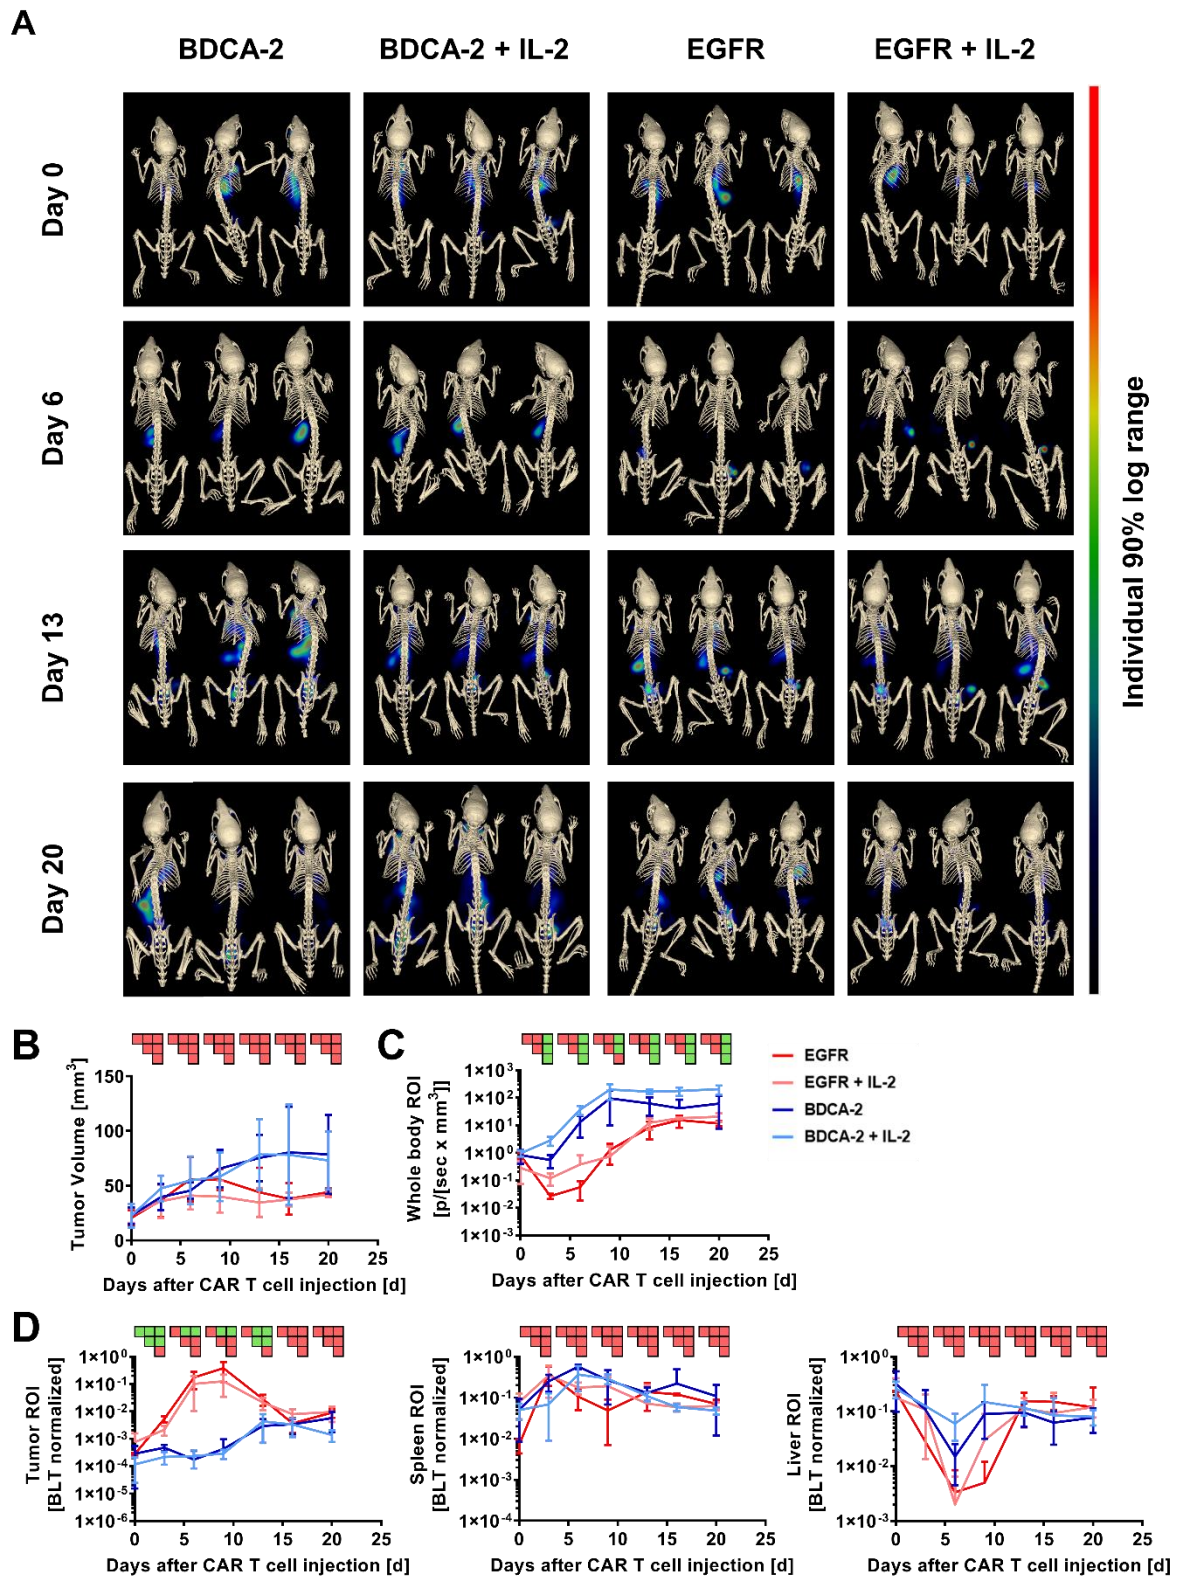 A
BDCA-2
BDCA-2 + IL-2
EGFR
EGFR + IL-2
Day 0
Day 6
Day 13
Day 20
Individual 90% log range
B
Tumor Volume [mm³]
150
100
50
0
0 5 10 15 20 25
Days after CAR T cell injection [d]
C
Whole body ROI
[p/[sec x mm³]]
1×10³
1×10²
1×10¹
1×10⁰
1×10⁻¹
1×10⁻²
1×10⁻³
0 5 10 15 20 25
Days after CAR T cell injection [d]
EGFR
EGFR + IL-2
BDCA-2
BDCA-2 + IL-2
D
Tumor ROI
[BLT normalized]
1×10⁰
1×10⁻¹
1×10⁻²
1×10⁻³
1×10⁻⁴
1×10⁻⁵
1×10⁻⁶
0 5 10 15 20 25
Days after CAR T cell injection [d]
Spleen ROI
[BLT normalized]
1×10⁰
1×10⁻¹
1×10⁻²
1×10⁻³
1×10⁻⁴
0 5 10 15 20 25
Days after CAR T cell injection [d]
Liver ROI
[BLT normalized]
1×10⁰
1×10⁻¹
1×10⁻²
1×10⁻³
0 5 10 15 20 25
Days after CAR T cell injection [d]